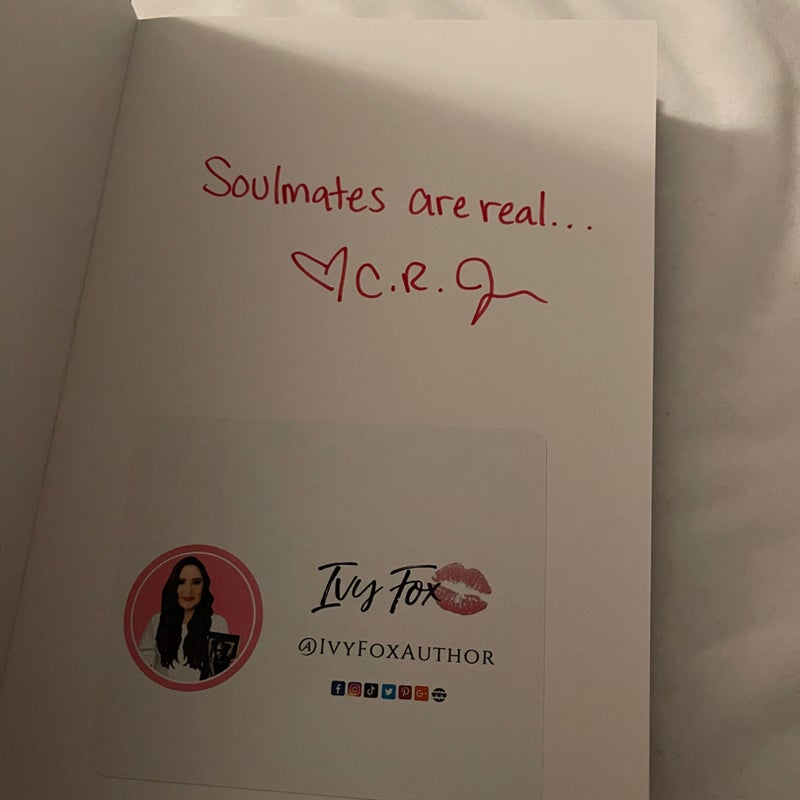 Soulmates are real...
C.R. J
Ivy Fox
@IVYFOXAUTHOR